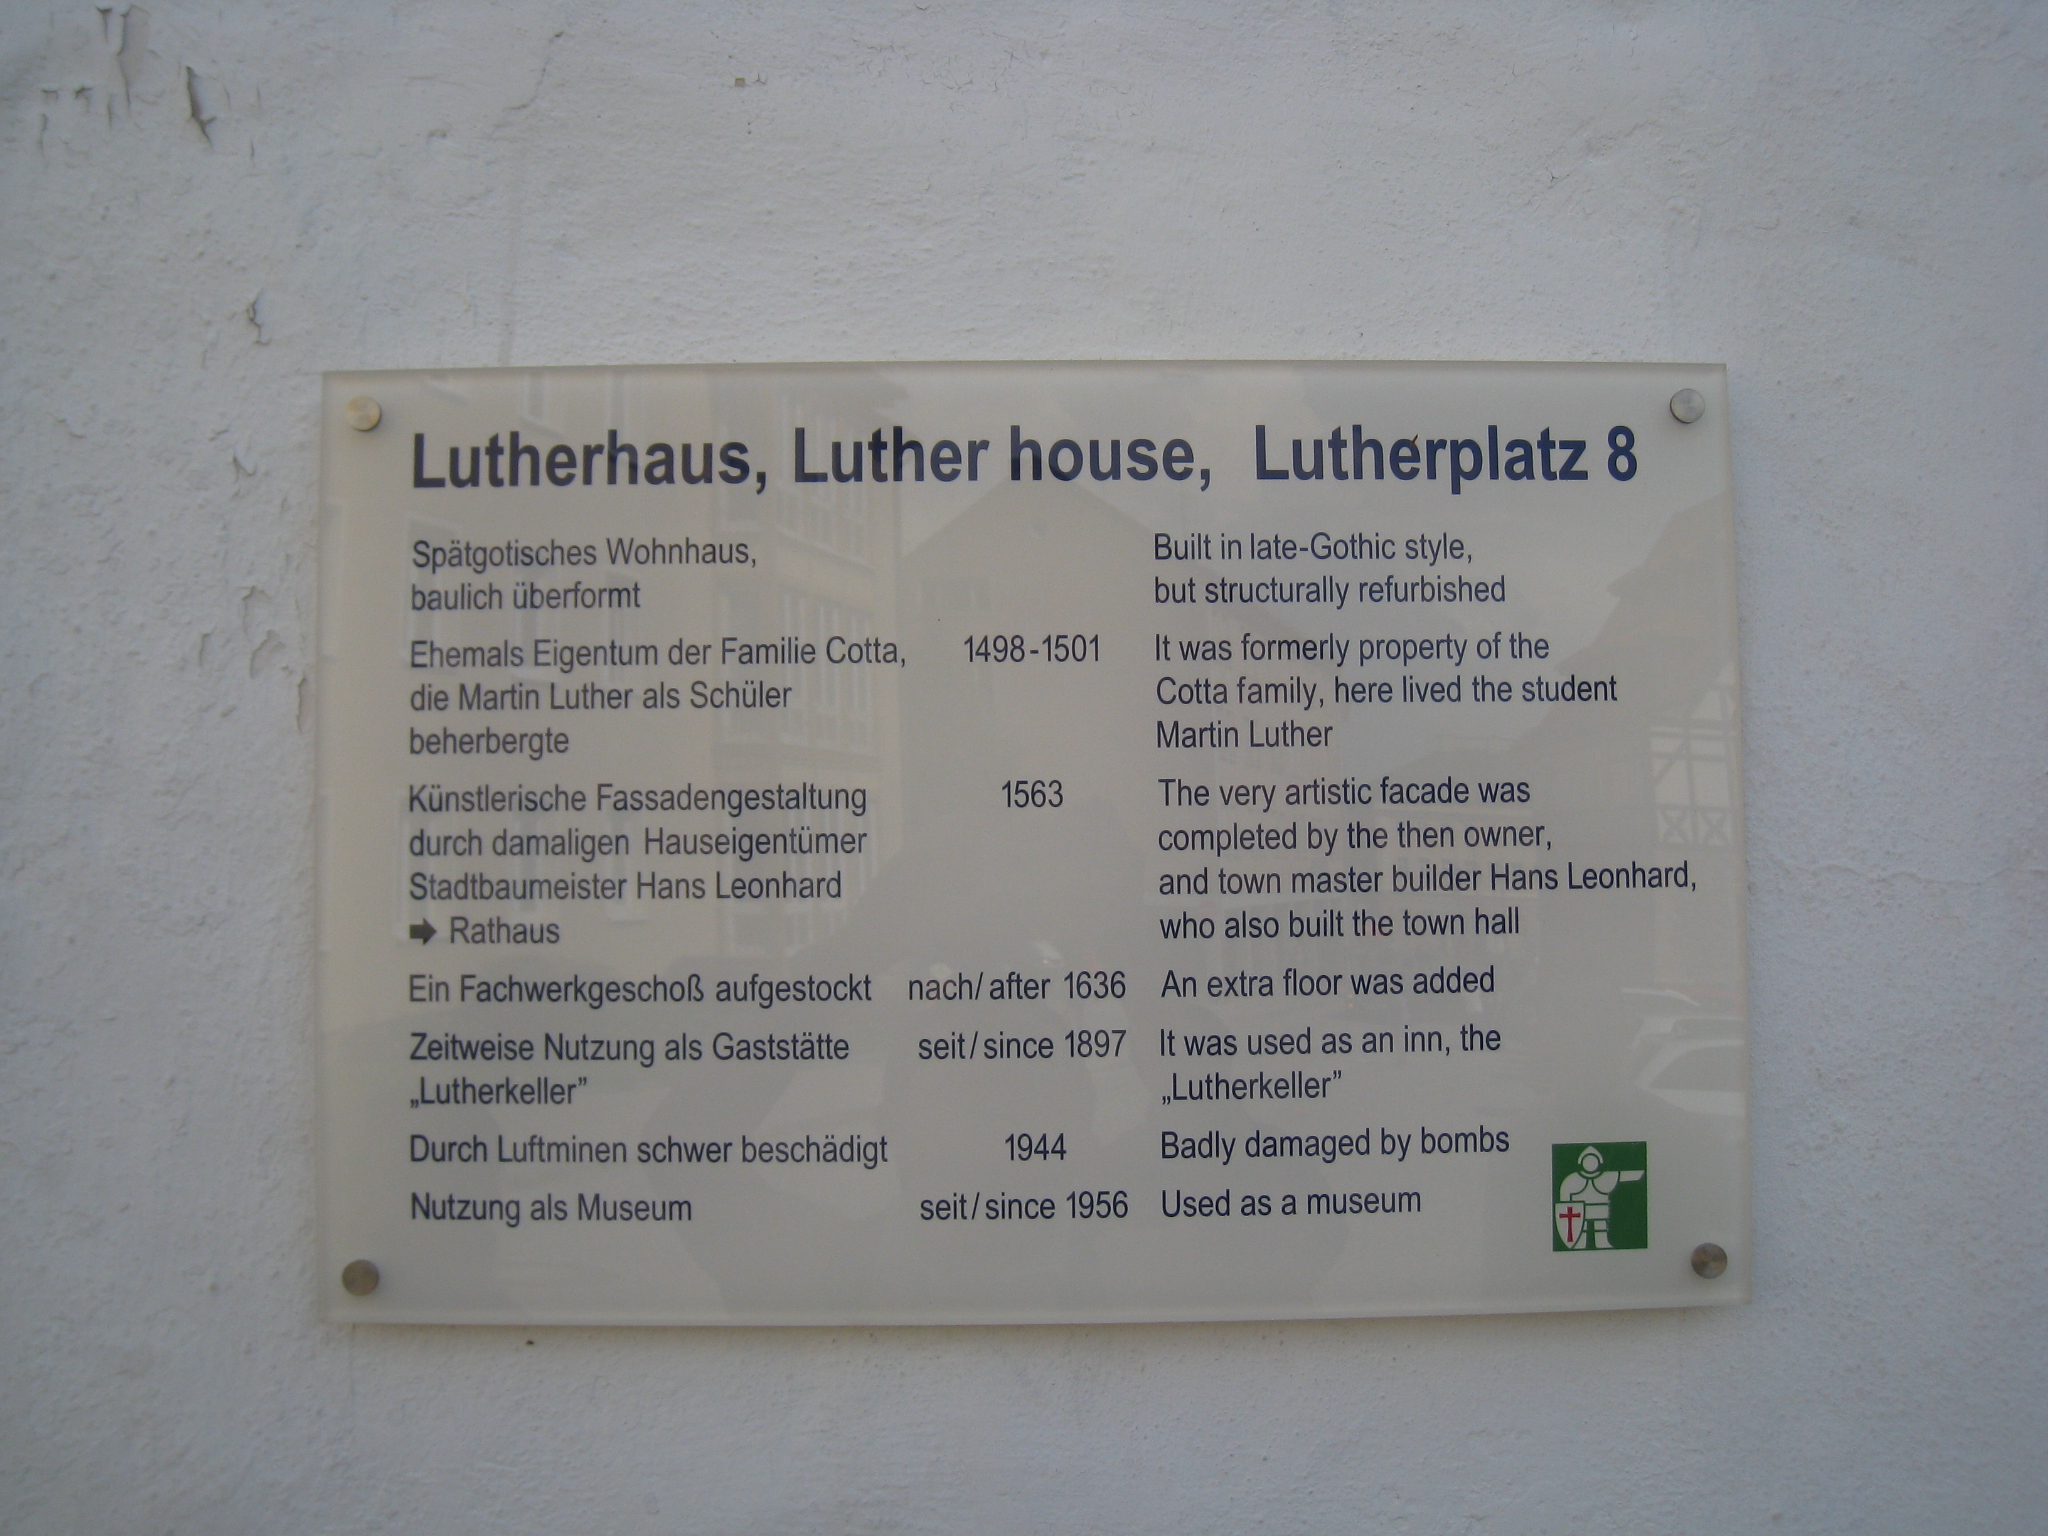 Lutherhaus, Luther house, Lutherplatz 8
Spätgotisches Wohnhaus,
baulich überformt
Built in late-Gothic style,
but structurally refurbished
Ehemals Eigentum der Familie Cotta,
die Martin Luther als Schüler
beherbergte
1498-1501
It was formerly property of the
Cotta family, here lived the student
Martin Luther
Künstlerische Fassadengestaltung
durch damaligen Hauseigentümer
Stadtbaumeister Hans Leonhard
➡ Rathaus
1563
The very artistic facade was
completed by the then owner,
and town master builder Hans Leonhard,
who also built the town hall
Ein Fachwerkgeschoß aufgestockt
nach/after 1636
An extra floor was added
Zeitweise Nutzung als Gaststätte
„Lutherkeller”
seit/since 1897
It was used as an inn, the
„Lutherkeller”
Durch Luftminen schwer beschädigt
1944
Badly damaged by bombs
Nutzung als Museum
seit/since 1956
Used as a museum